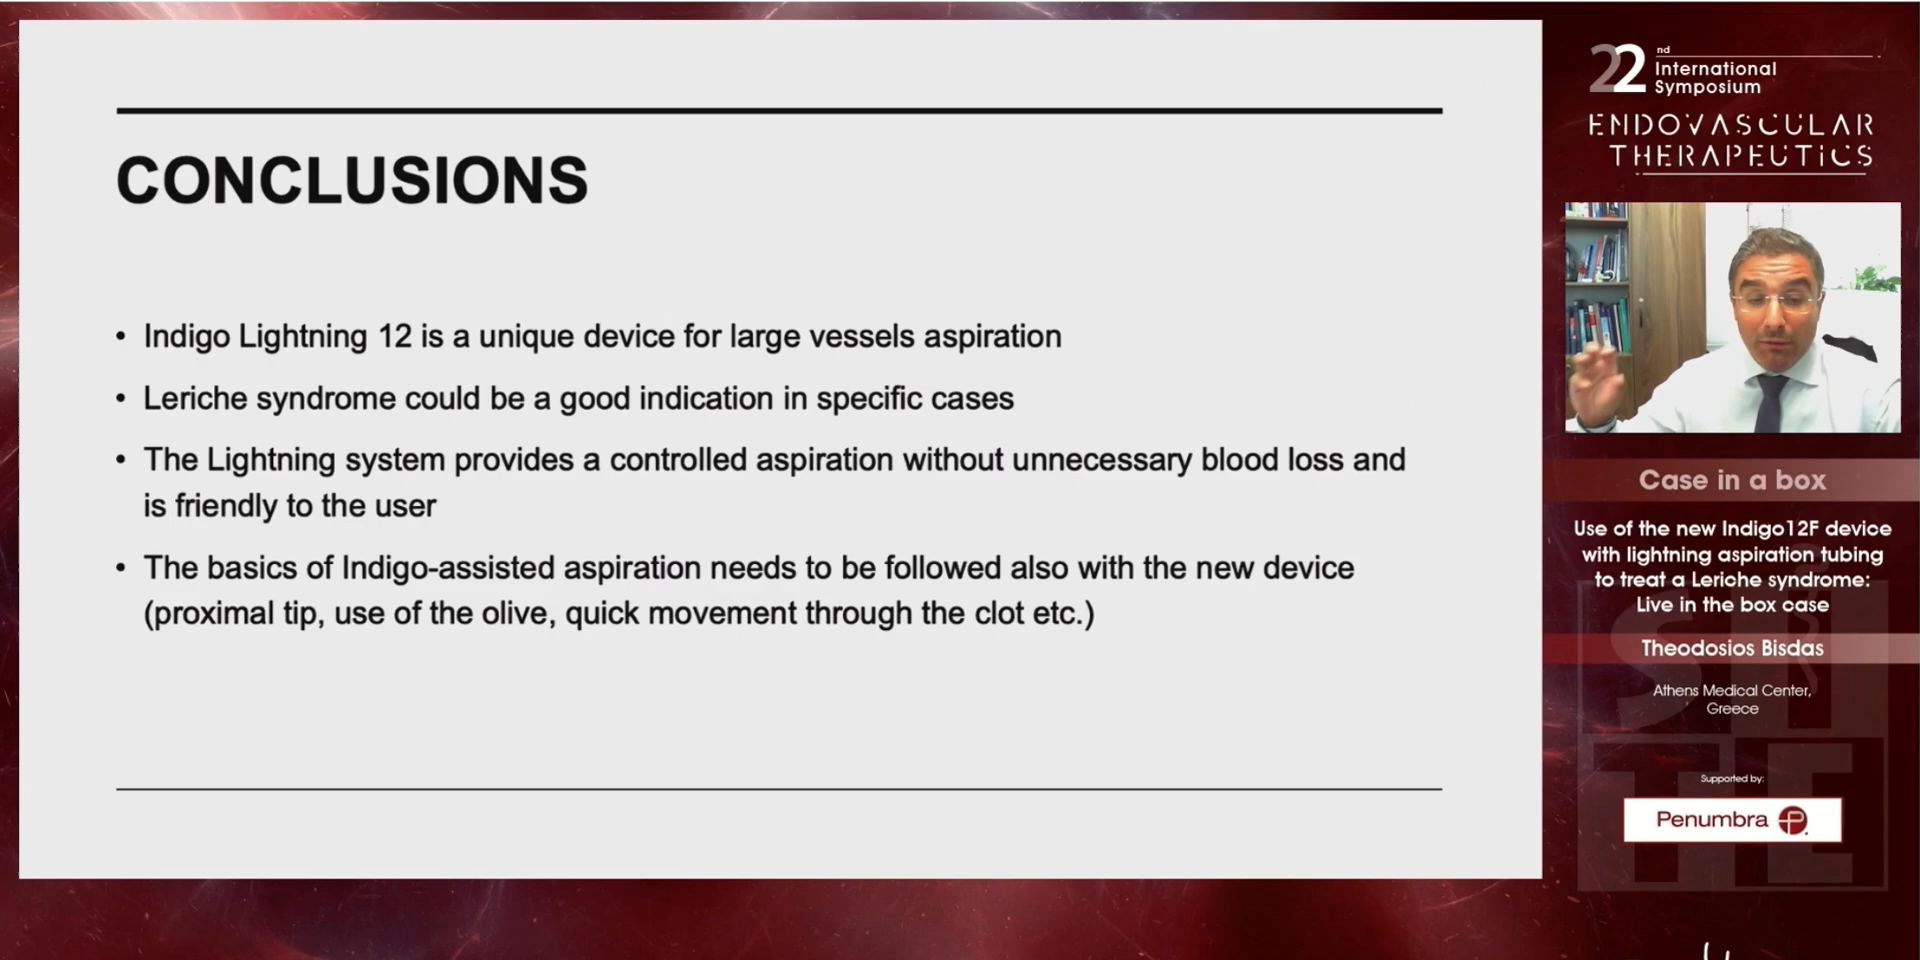 CONCLUSIONS
• Indigo Lightning 12 is a unique device for large vessels aspiration
• Leriche syndrome could be a good indication in specific cases
• The Lightning system provides a controlled aspiration without unnecessary blood loss and
is friendly to the user
• The basics of Indigo-assisted aspiration needs to be followed also with the new device
(proximal tip, use of the olive, quick movement through the clot etc.)
22nd
International
Symposium
ENDOVASCULAR
THERAPEUTICS
Case in a box
Use of the new Indigo12F device
with lightning aspiration tubing
to treat a Leriche syndrome:
Live in the box case
Theodosios Bisdas
Athens Medical Center,
Greece
Supported by:
Penumbra P
SI
TE